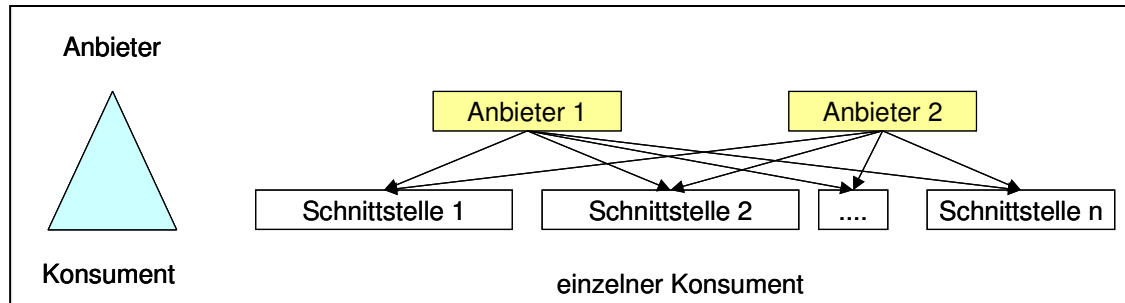 Anbieter
Anbieter 1
Anbieter 2
Schnittstelle 1
Schnittstelle 2
....
Schnittstelle n
Konsument
einzelner Konsument